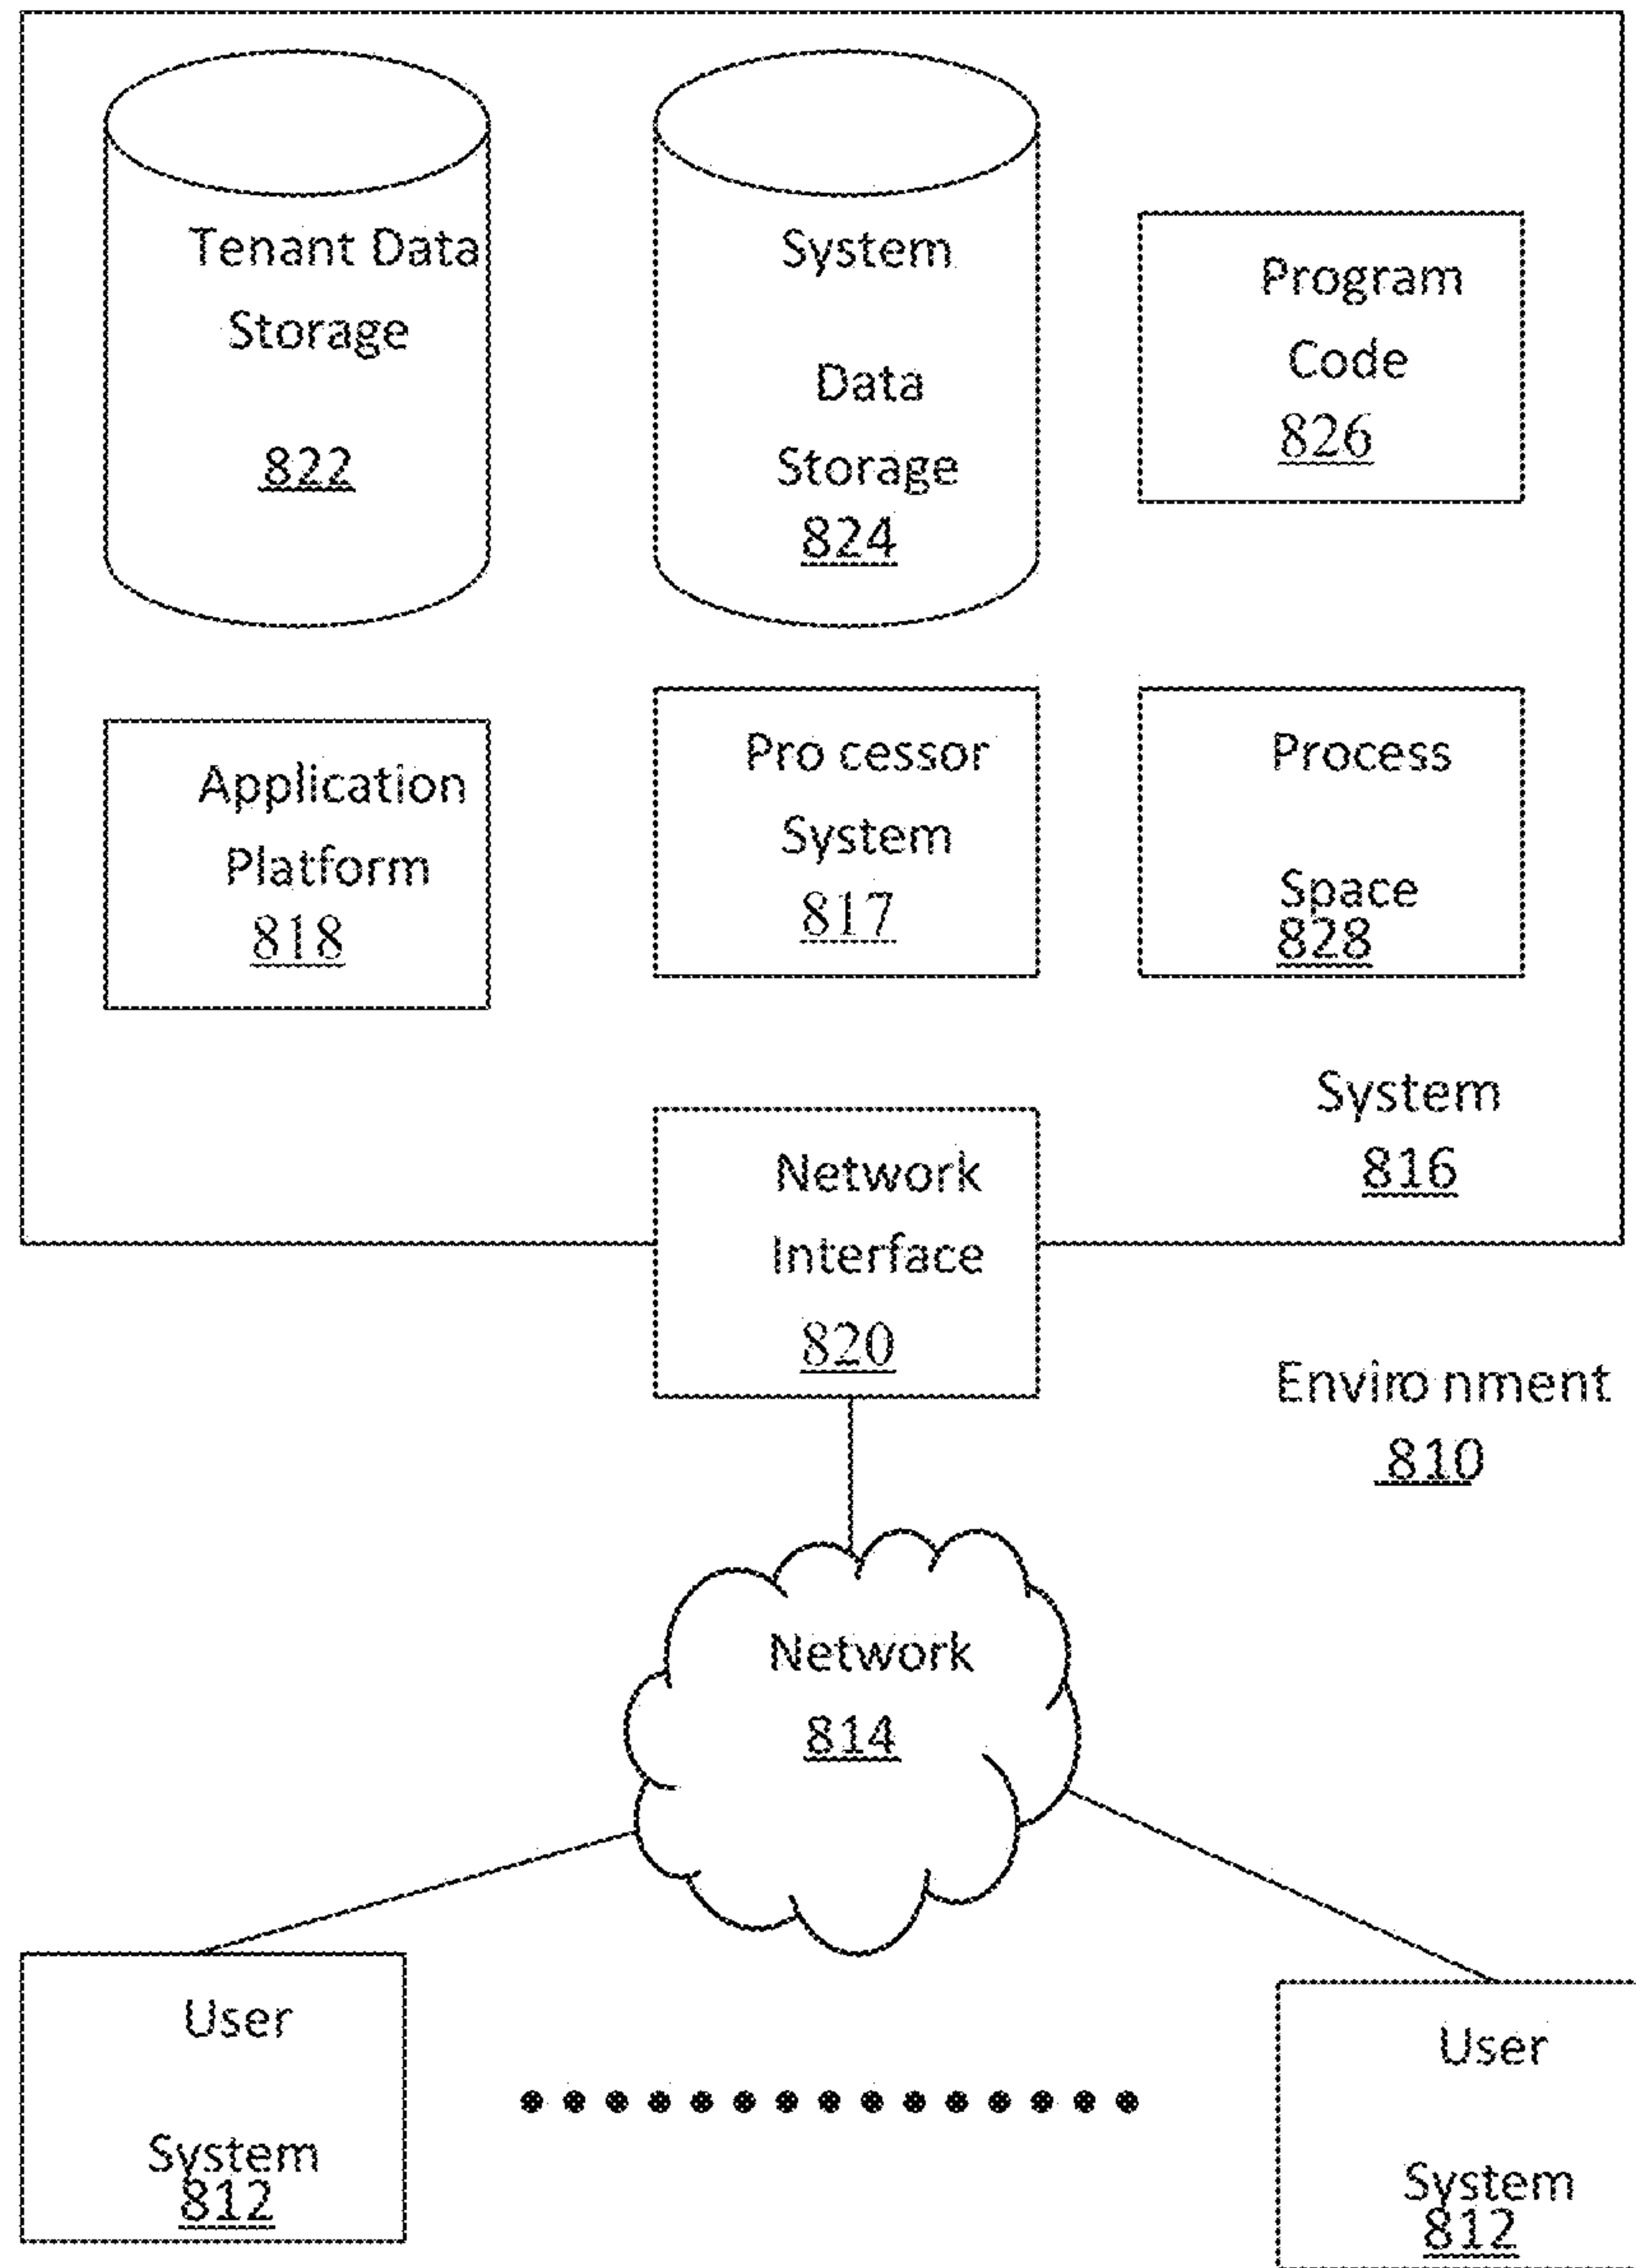 Tenant Data
Storage
822
System
Data
Storage
824
Program
Code
826
Application
Platform
818
Pro cessor
System
817
Process
Space
828
System
816
Network
Interface
820
Enviro nment
810
Network
814
User
System
812
User
System
812